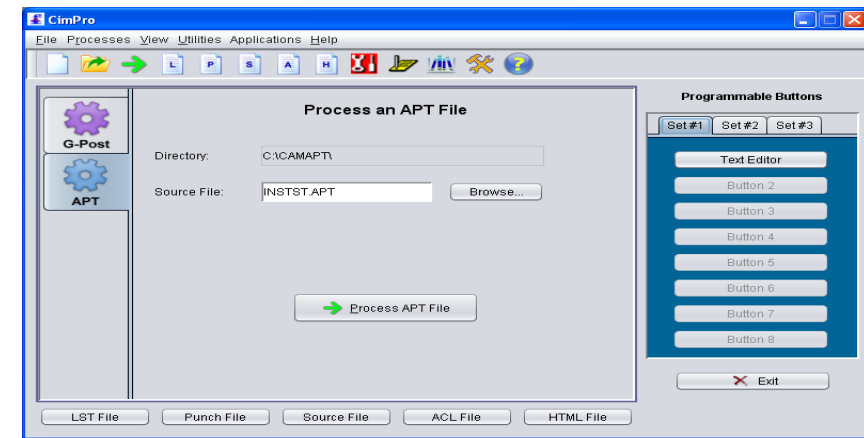 CimPro
File Processes View Utilities Applications Help
L P S A H
Process an APT File
G-Post
APT
Directory: C:\CAMAPT\
Source File: INSTST.APT Browse...
Process APT File
LST File Punch File Source File ACL File HTML File
Programmable Buttons
Set #1 Set #2 Set #3
Text Editor
Button 2
Button 3
Button 4
Button 5
Button 6
Button 7
Button 8
Exit